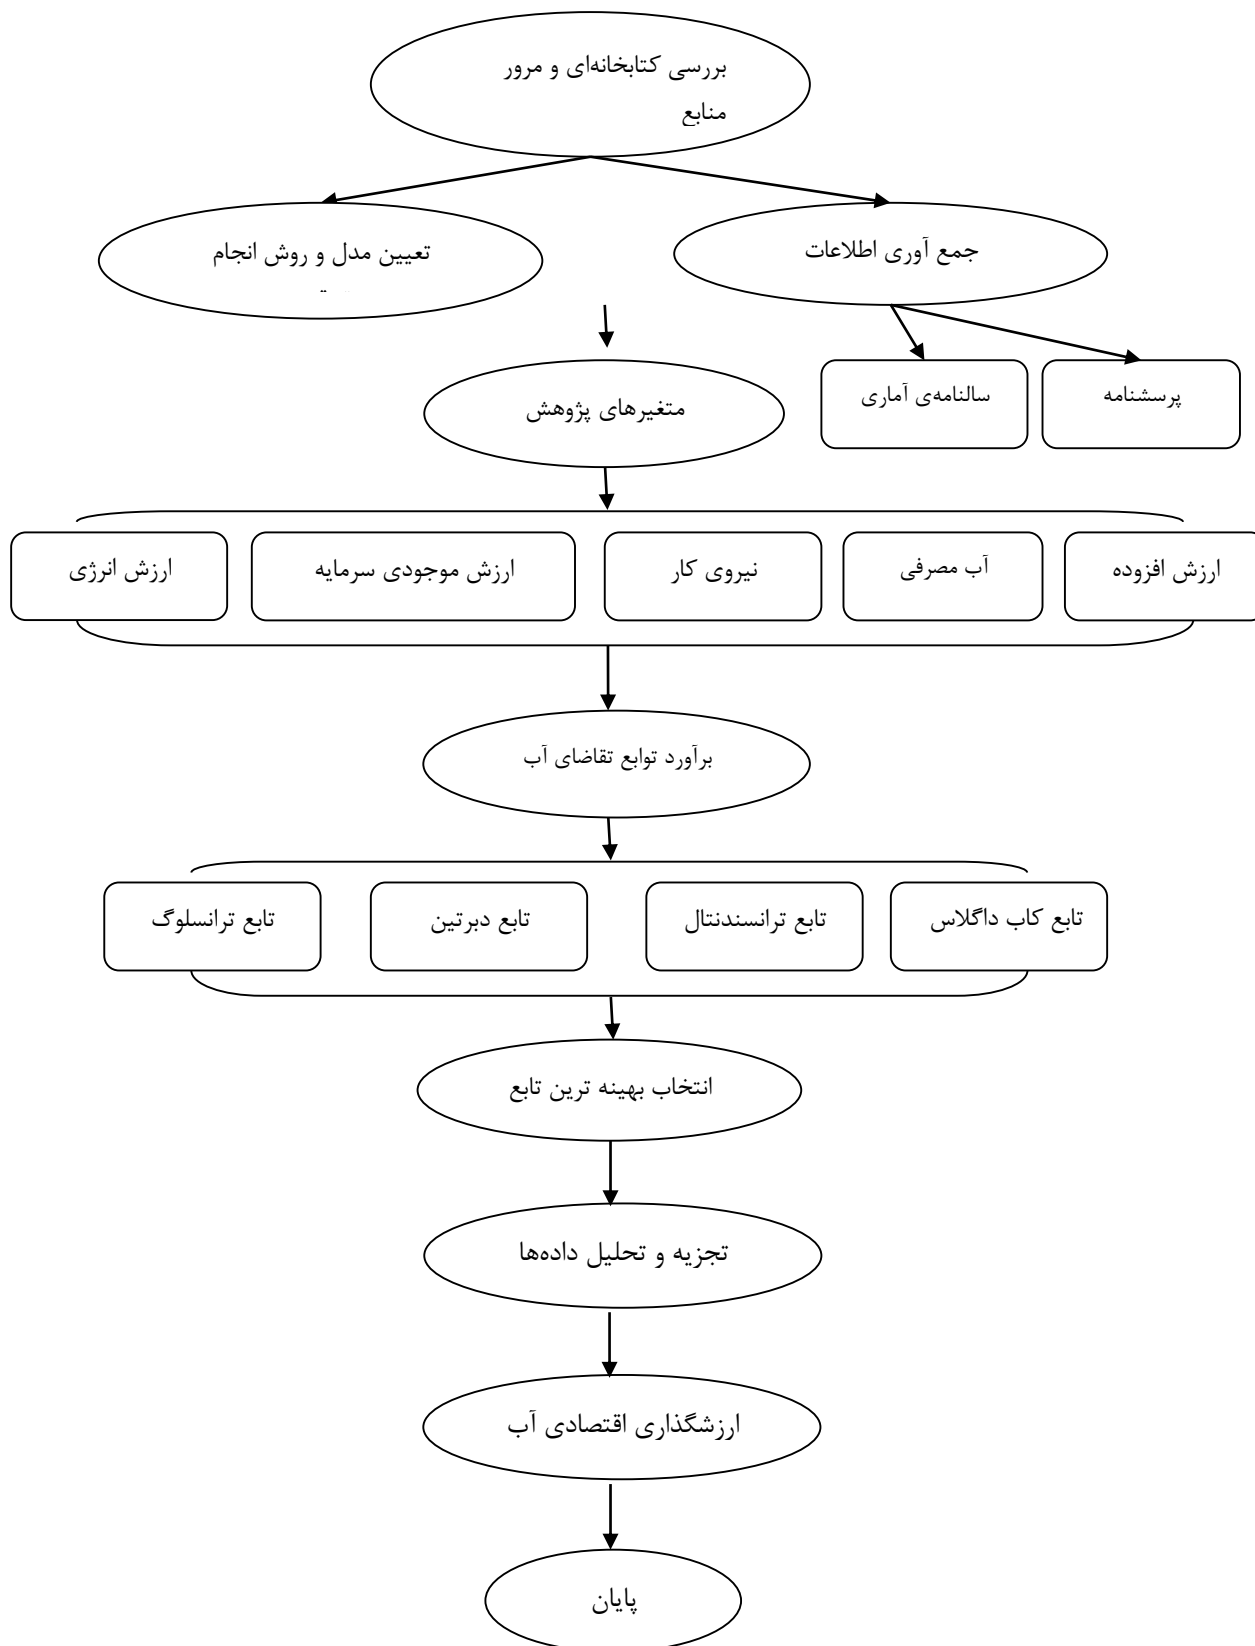 بررسی کتابخانه‌ای و مرور
منابع
جمع آوری اطلاعات
تعیین مدل و روش انجام
پرسشنامه
سالنامه‌ی آماری
متغیرهای پژوهش
ارزش افزوده
آب مصرفی
نیروی کار
ارزش موجودی سرمایه
ارزش انرژی
برآورد توابع تقاضای آب
تابع کاب داگلاس
تابع ترانسندنتال
تابع دبرتین
تابع ترانسلوگ
انتخاب بهینه ترین تابع
تجزیه و تحلیل داده‌ها
ارزشگذاری اقتصادی آب
پایان